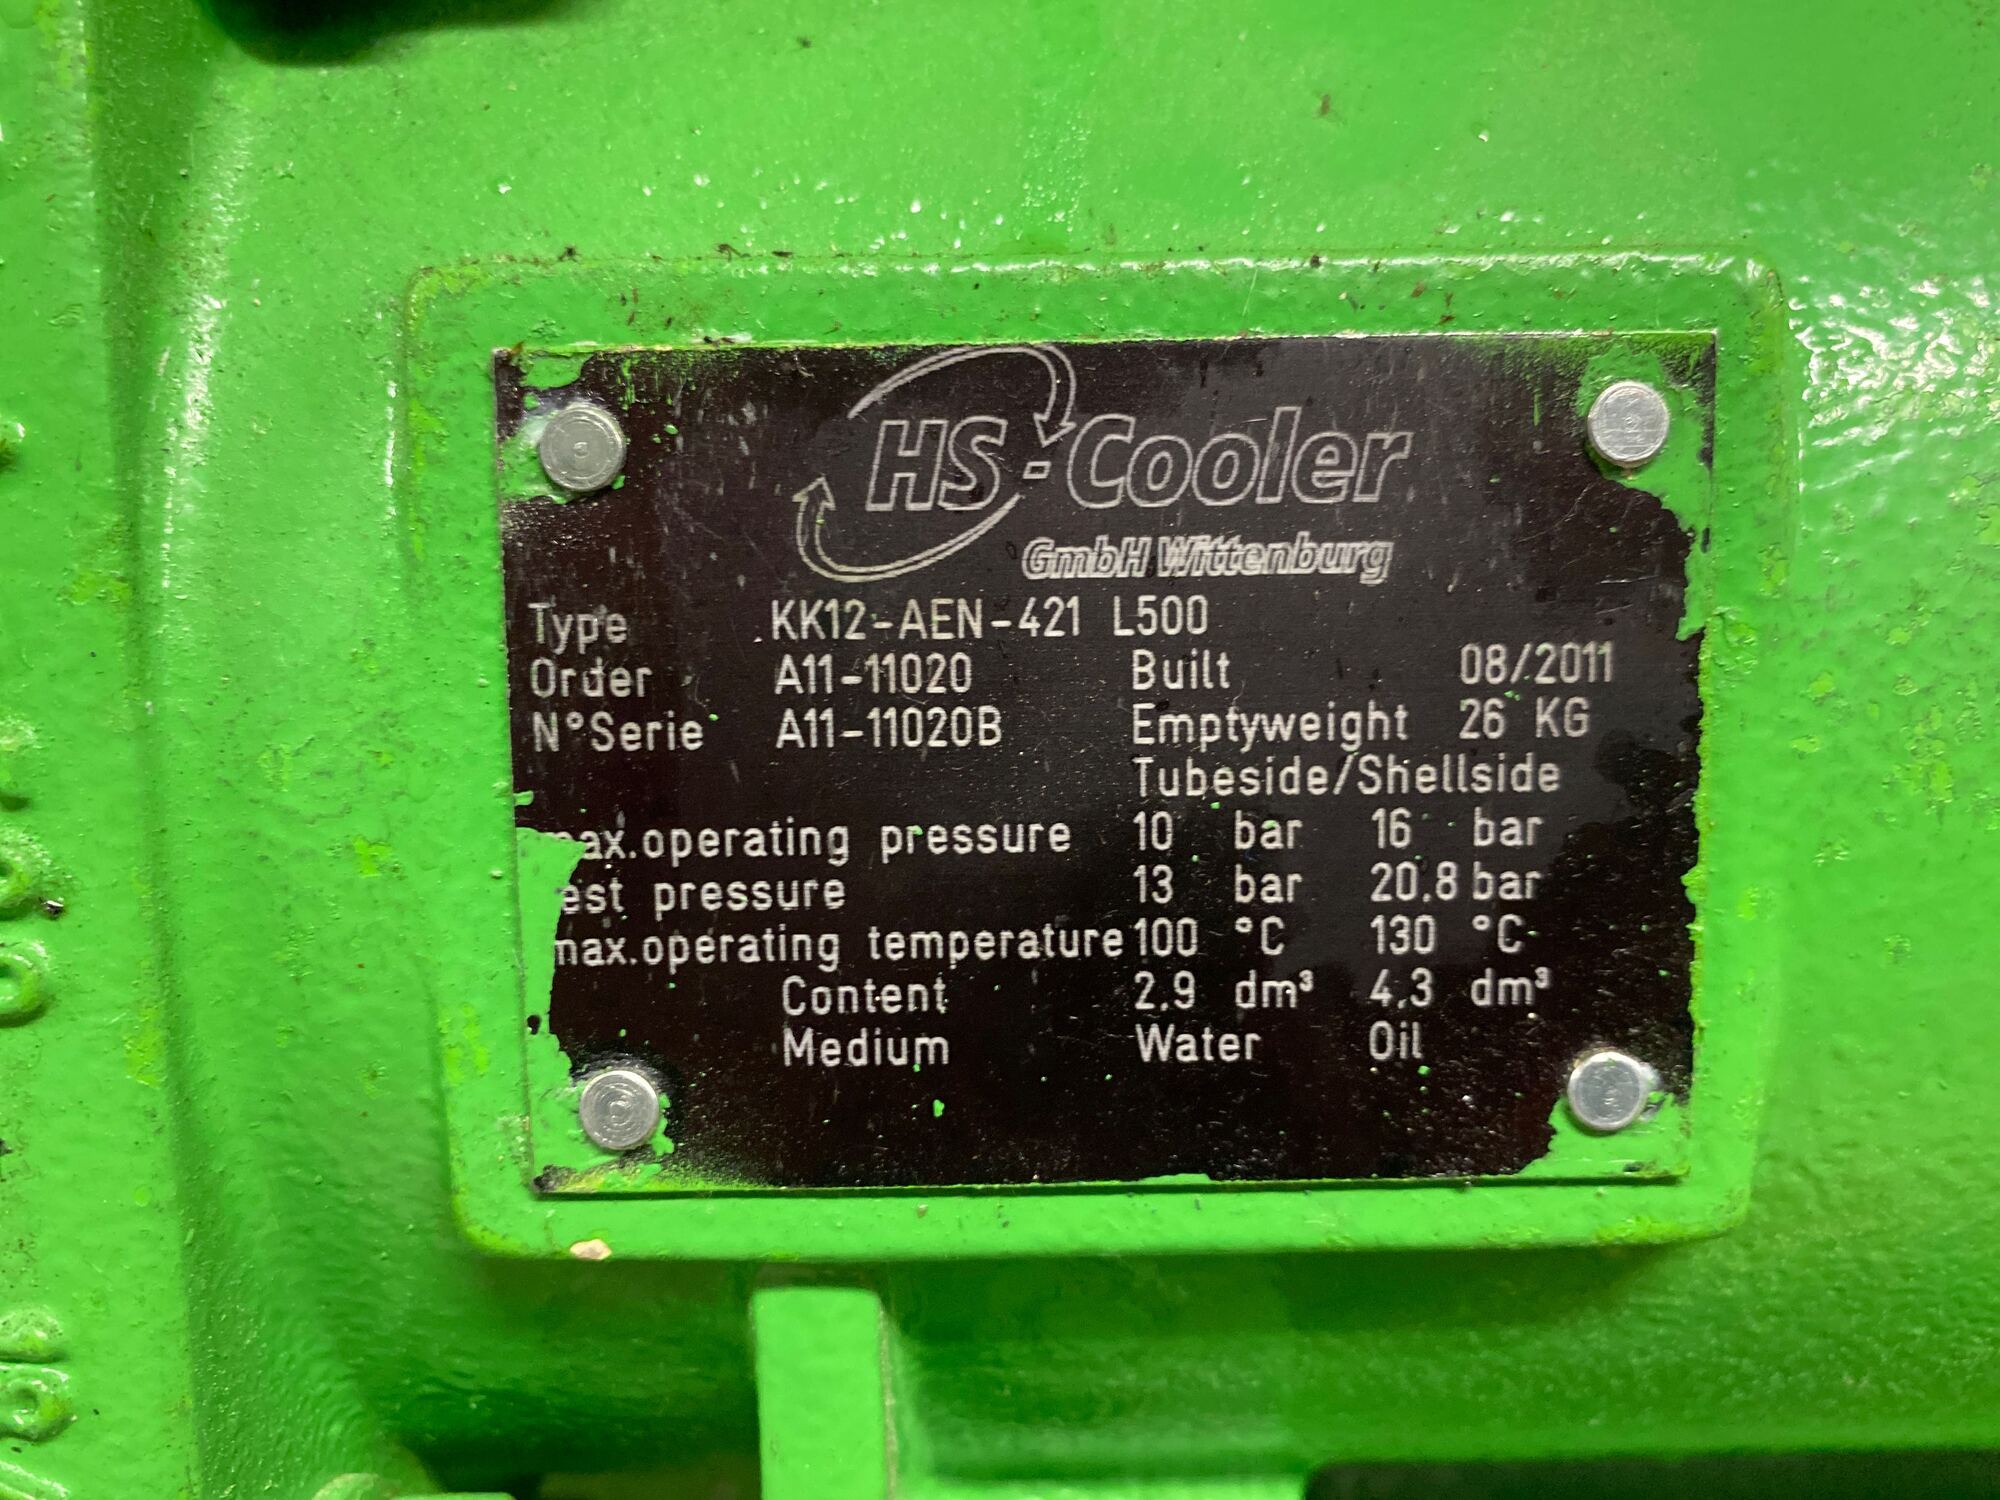 HS-Cooler
GmbH Wittenburg
Type KK12-AEN-421 L500
Order A11-11020 Built 08/2011
N°Serie A11-11020B Emptyweight 26 KG
Tubeside/Shellside
max.operating pressure 10 bar 16 bar
est pressure 13 bar 20.8 bar
max.operating temperature 100 °C 130 °C
Content 2.9 dm³ 4.3 dm³
Medium Water Oil